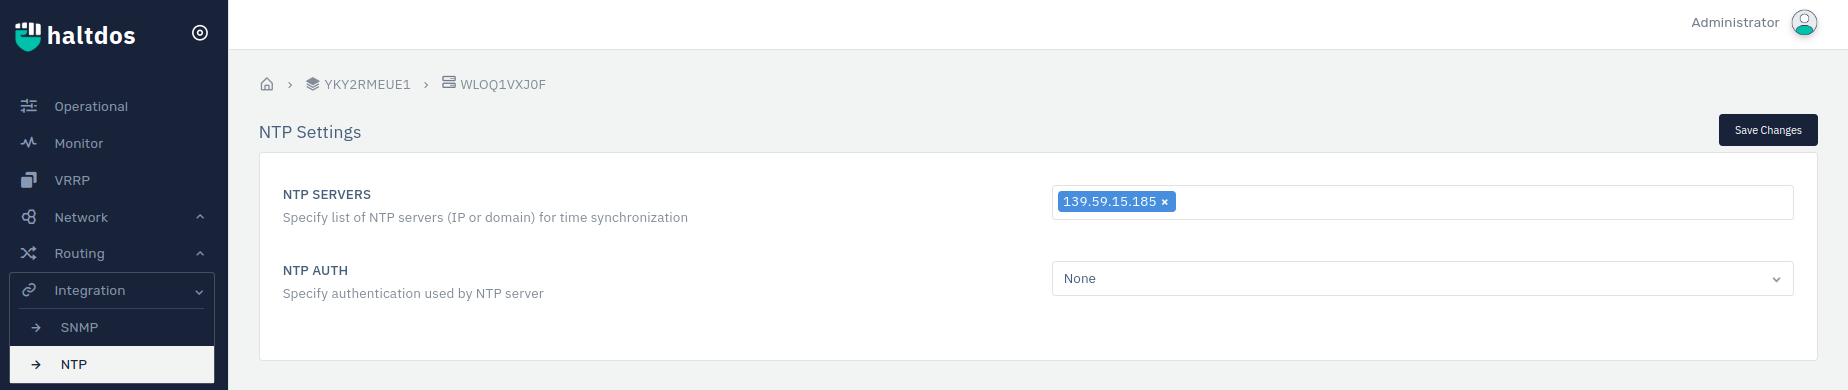 haltdos
Administrator
Operational
Monitor
VRRP
Network
Routing
Integration
SNMP
NTP
YKY2RMEUE1
WLOQ1VXJ0F
NTP Settings
Save Changes
NTP SERVERS
Specify list of NTP servers (IP or domain) for time synchronization
139.59.15.185 ×
NTP AUTH
Specify authentication used by NTP server
None